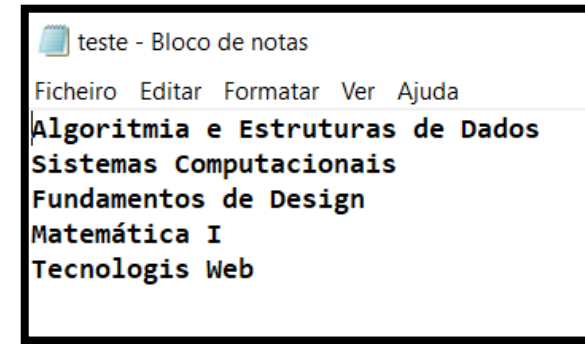 teste - Bloco de notas
Ficheiro Editar Formatar Ver Ajuda
Algoritmia e Estruturas de Dados
Sistemas Computacionais
Fundamentos de Design
Matemática I
Tecnologis Web